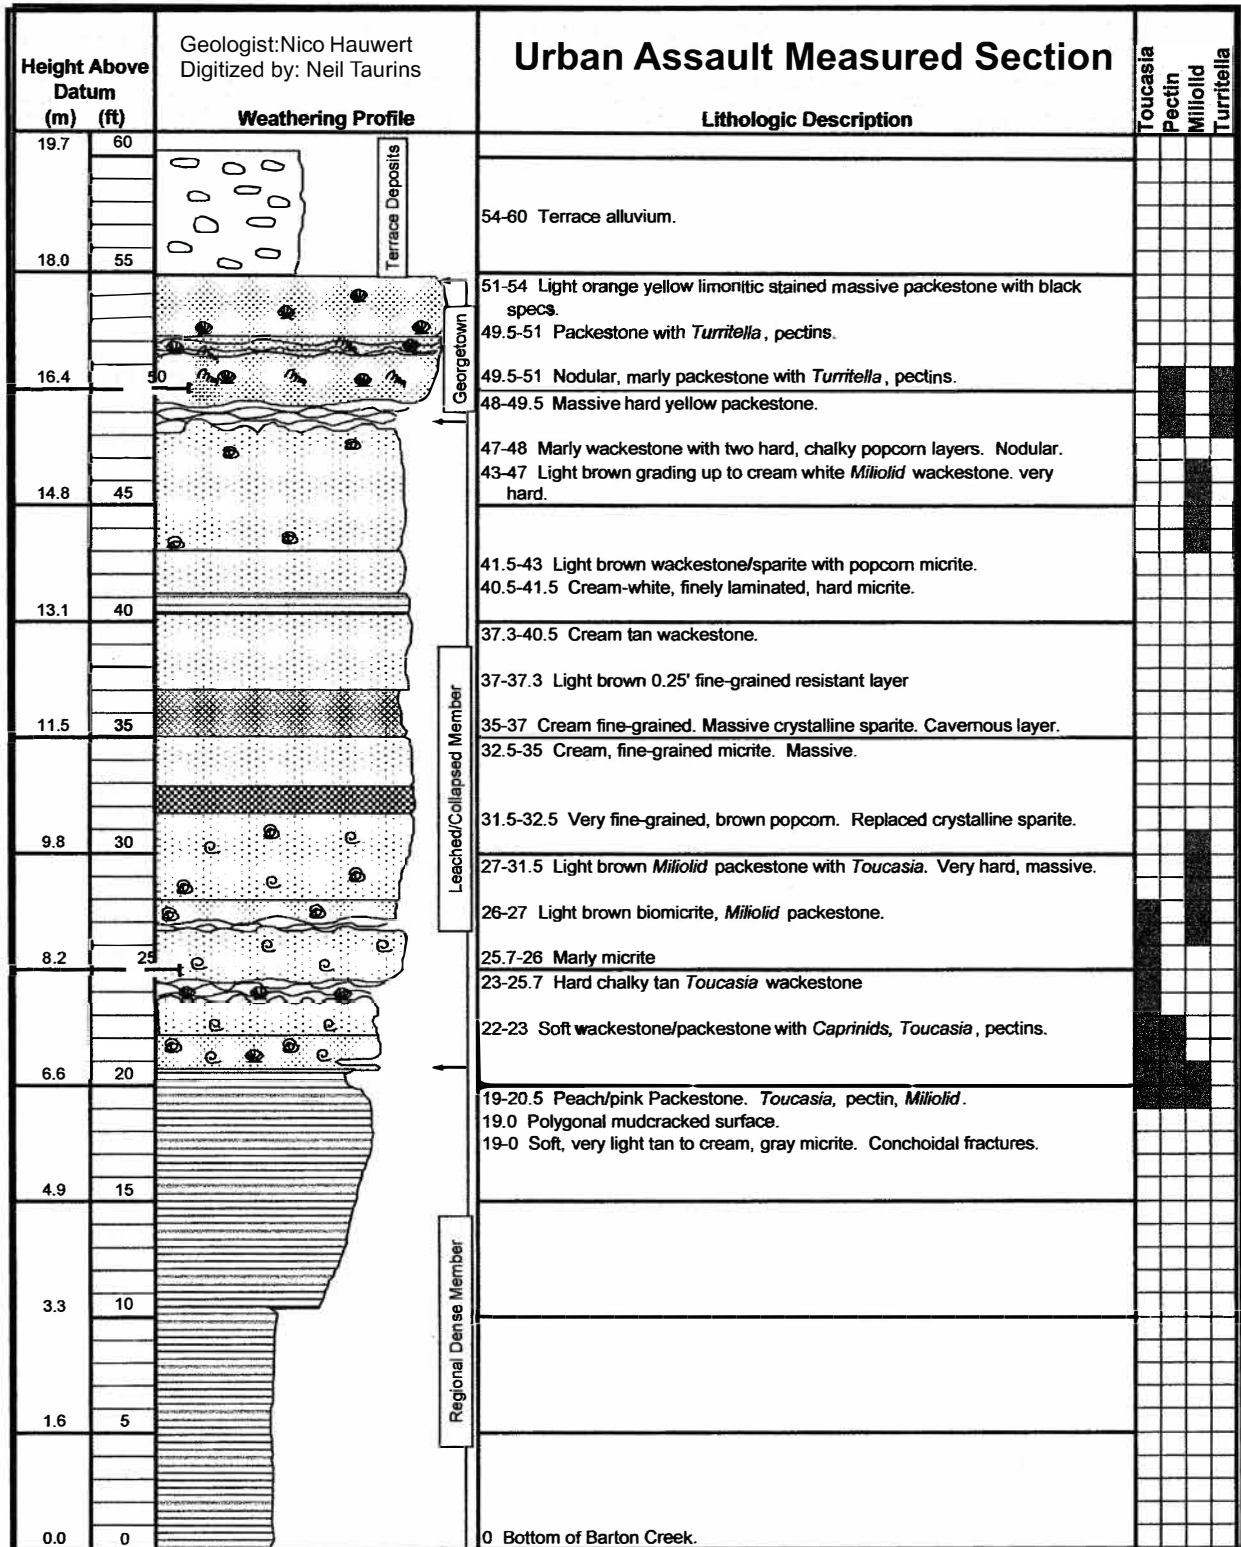 Geologist:Nico Hauwert
Digitized by: Neil Taurins
Urban Assault Measured Section
Height Above
Datum
(m) (ft)
Weathering Profile
Lithologic Description
Toucasia
Pectin
Miliolid
Turritella
19.7 60
18.0 55
16.4 50
14.8 45
13.1 40
11.5 35
9.8 30
8.2 25
6.6 20
4.9 15
3.3 10
1.6 5
0.0 0
Terrace Deposits
Georgetown
Leached/Collapsed Member
Regional Dense Member
54-60 Terrace alluvium.
51-54 Light orange yellow limonitic stained massive packestone with black
specs.
49.5-51 Packestone with Turritella, pectins.
49.5-51 Nodular, marly packestone with Turritella, pectins.
48-49.5 Massive hard yellow packestone.
47-48 Marly wackestone with two hard, chalky popcorn layers. Nodular.
43-47 Light brown grading up to cream white Miliolid wackestone. very
hard.
41.5-43 Light brown wackestone/sparite with popcorn micrite.
40.5-41.5 Cream-white, finely laminated, hard micrite.
37.3-40.5 Cream tan wackestone.
37-37.3 Light brown 0.25' fine-grained resistant layer
35-37 Cream fine-grained. Massive crystalline sparite. Cavernous layer.
32.5-35 Cream, fine-grained micrite. Massive.
31.5-32.5 Very fine-grained, brown popcorn. Replaced crystalline sparite.
27-31.5 Light brown Miliolid packestone with Toucasia. Very hard, massive.
26-27 Light brown biomicrite, Miliolid packestone.
25.7-26 Marly micrite
23-25.7 Hard chalky tan Toucasia wackestone
22-23 Soft wackestone/packestone with Caprinids, Toucasia, pectins.
19-20.5 Peach/pink Packestone. Toucasia, pectin, Miliolid.
19.0 Polygonal mudcracked surface.
19-0 Soft, very light tan to cream, gray micrite. Conchoidal fractures.
0 Bottom of Barton Creek.